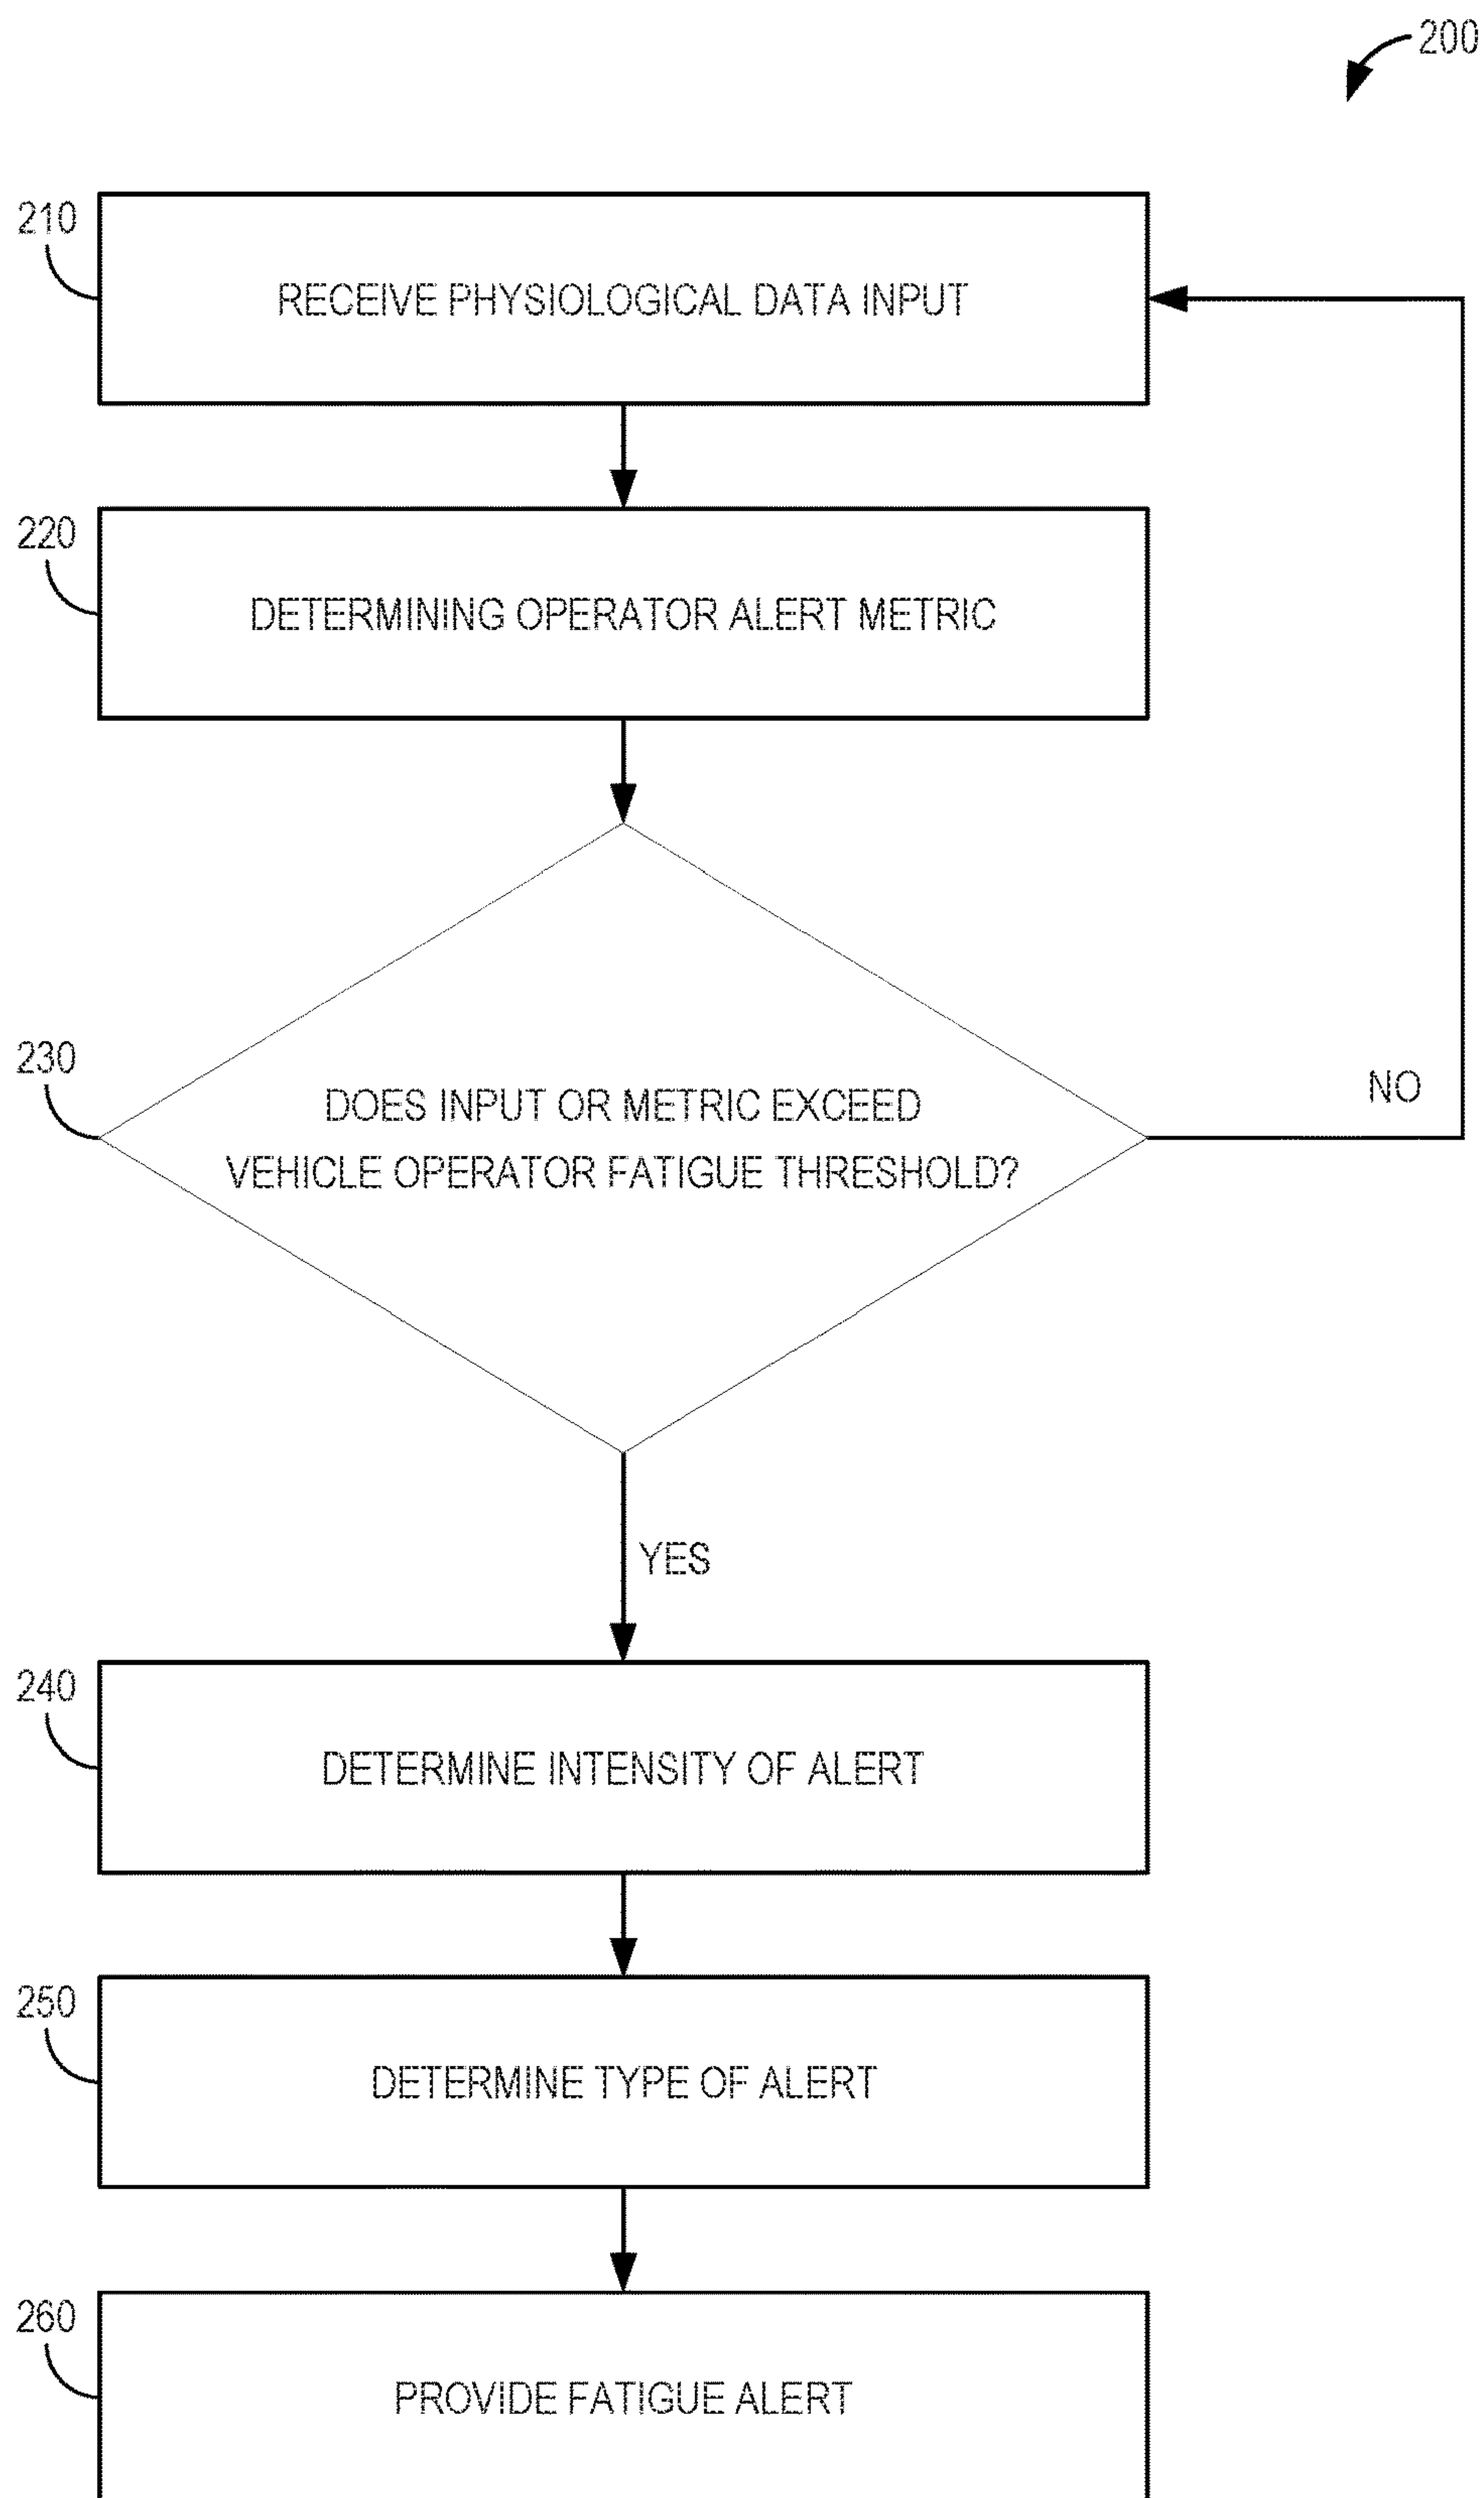 200
210
RECEIVE PHYSIOLOGICAL DATA INPUT
220
DETERMINING OPERATOR ALERT METRIC
230
DOES INPUT OR METRIC EXCEED
VEHICLE OPERATOR FATIGUE THRESHOLD?
NO
YES
240
DETERMINE INTENSITY OF ALERT
250
DETERMINE TYPE OF ALERT
260
PROVIDE FATIGUE ALERT